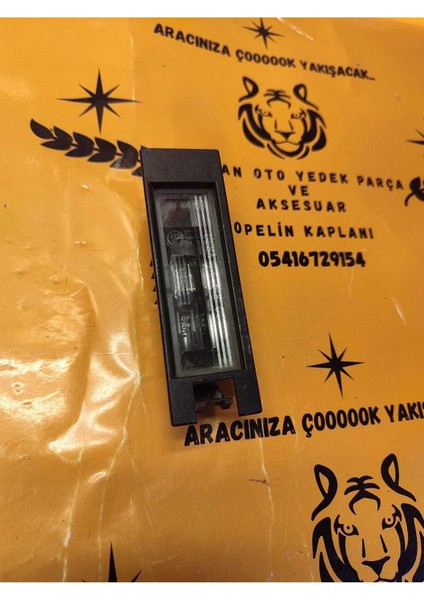 ARACINIZA ÇOOOOOK YAKIŞACAK..
AN OTO YEDEK PARÇA
VE
AKSESUAR
OPELİN KAPLANI
05416729154
ARACINIZA ÇOOOOOK YAKIŞ